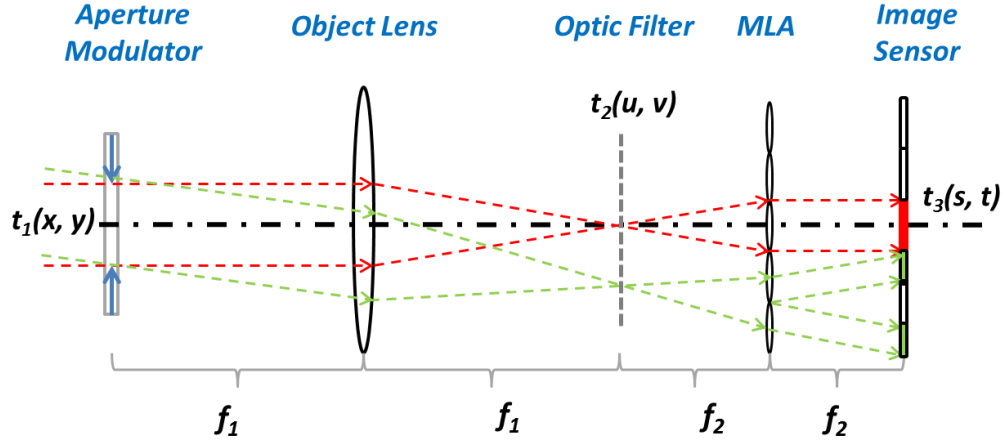 Aperture
Modulator
Object Lens
Optic Filter
MLA
Image
Sensor
t₂(u, v)
t₁(x, y)
t₃(s, t)
f₁
f₁
f₂
f₂